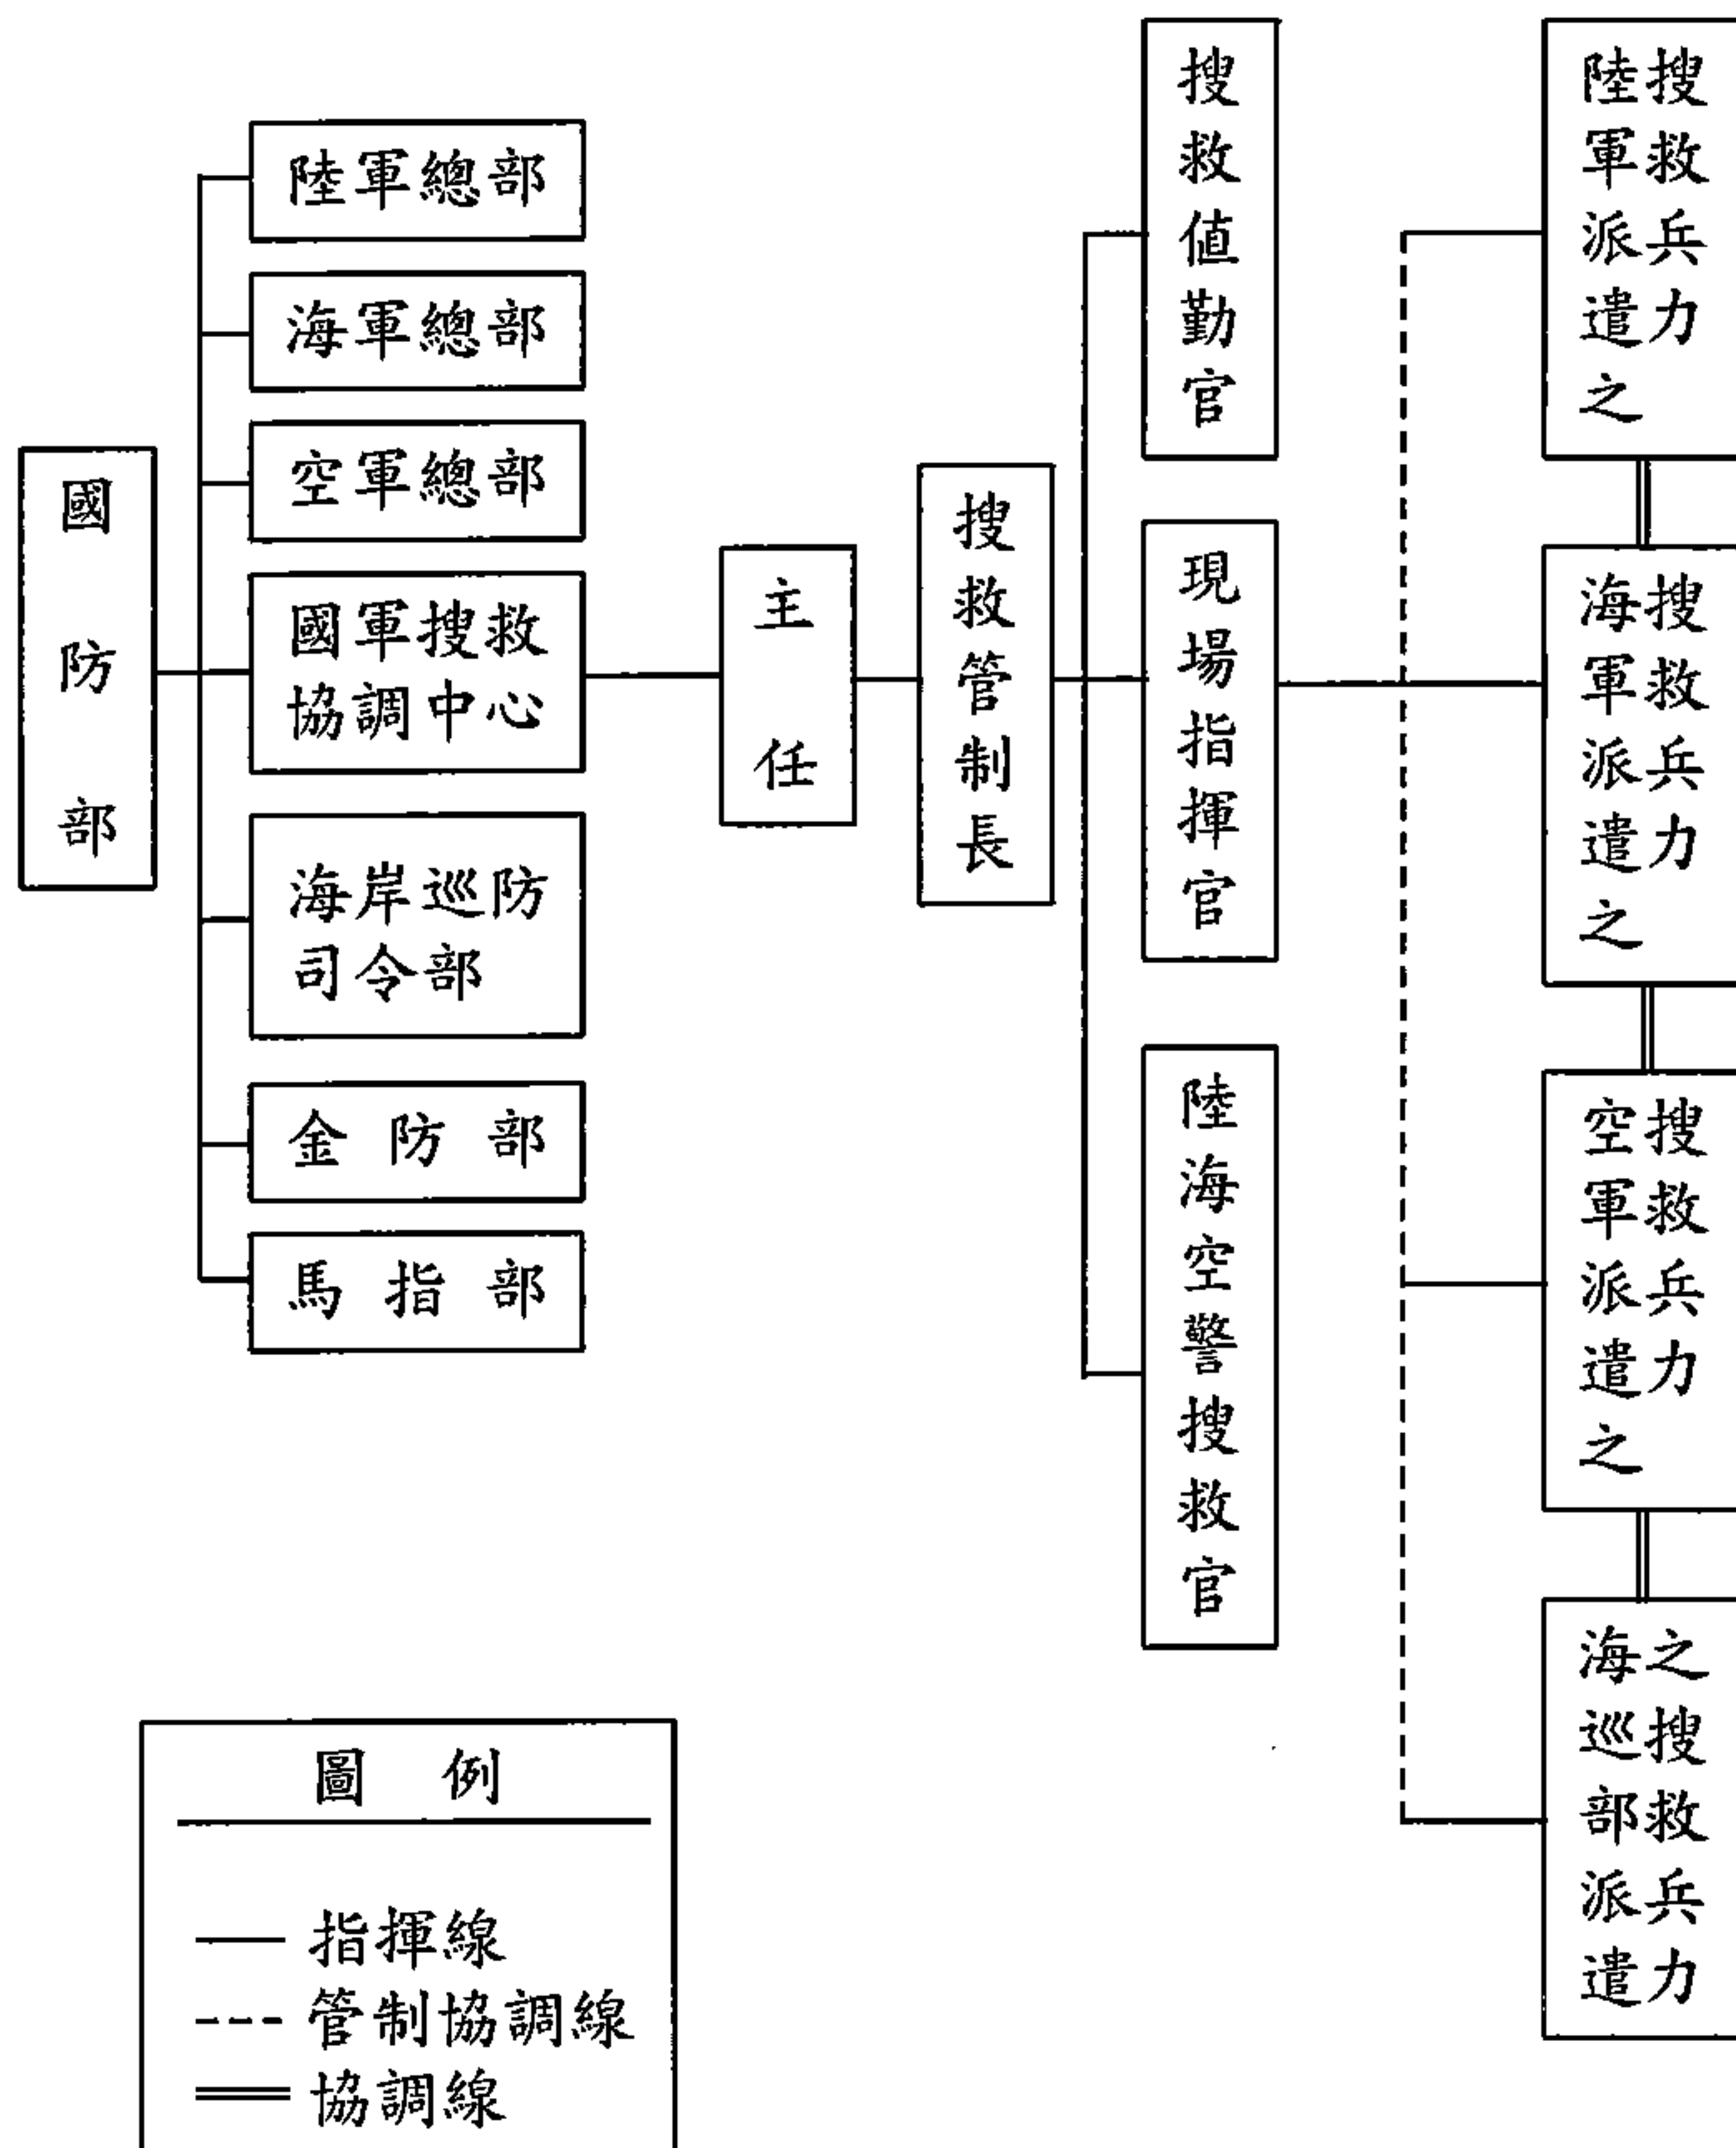 國防部
陸軍總部
海軍總部
空軍總部
國軍搜救
協調中心
海岸巡防
司令部
金防部
馬指部
主任
搜救管制長
搜救值勤官
現場指揮官
陸海空警搜救官
陸軍派遣之
搜救兵力
海軍派遣之
搜救兵力
空軍派遣之
搜救兵力
海巡部派遣
之搜救兵力
圖例
指揮線
管制協調線
協調線